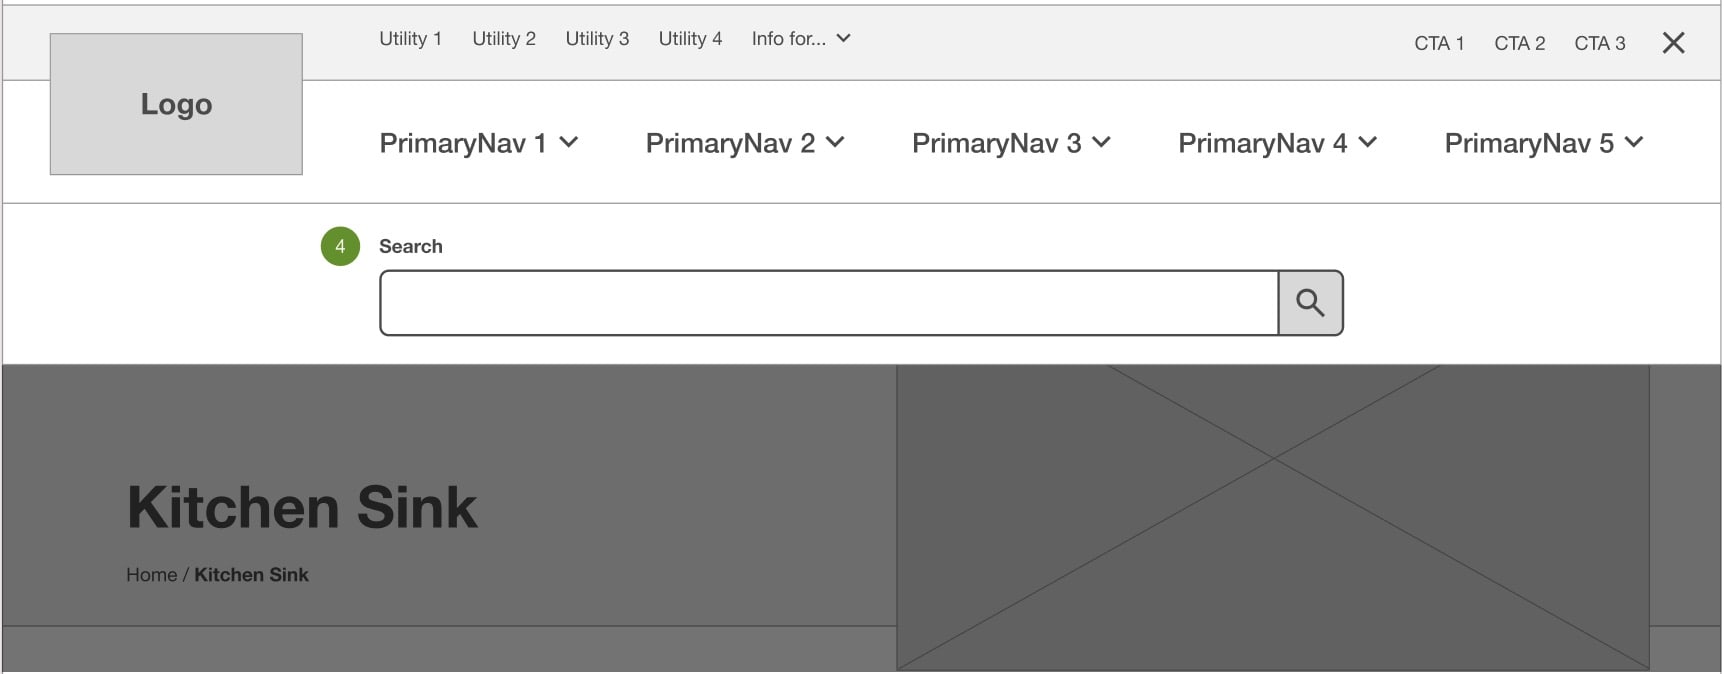 Utility 1 Utility 2 Utility 3 Utility 4 Info for... CTA 1 CTA 2 CTA 3
Logo
PrimaryNav 1 PrimaryNav 2 PrimaryNav 3 PrimaryNav 4 PrimaryNav 5
4 Search
Kitchen Sink
Home / Kitchen Sink